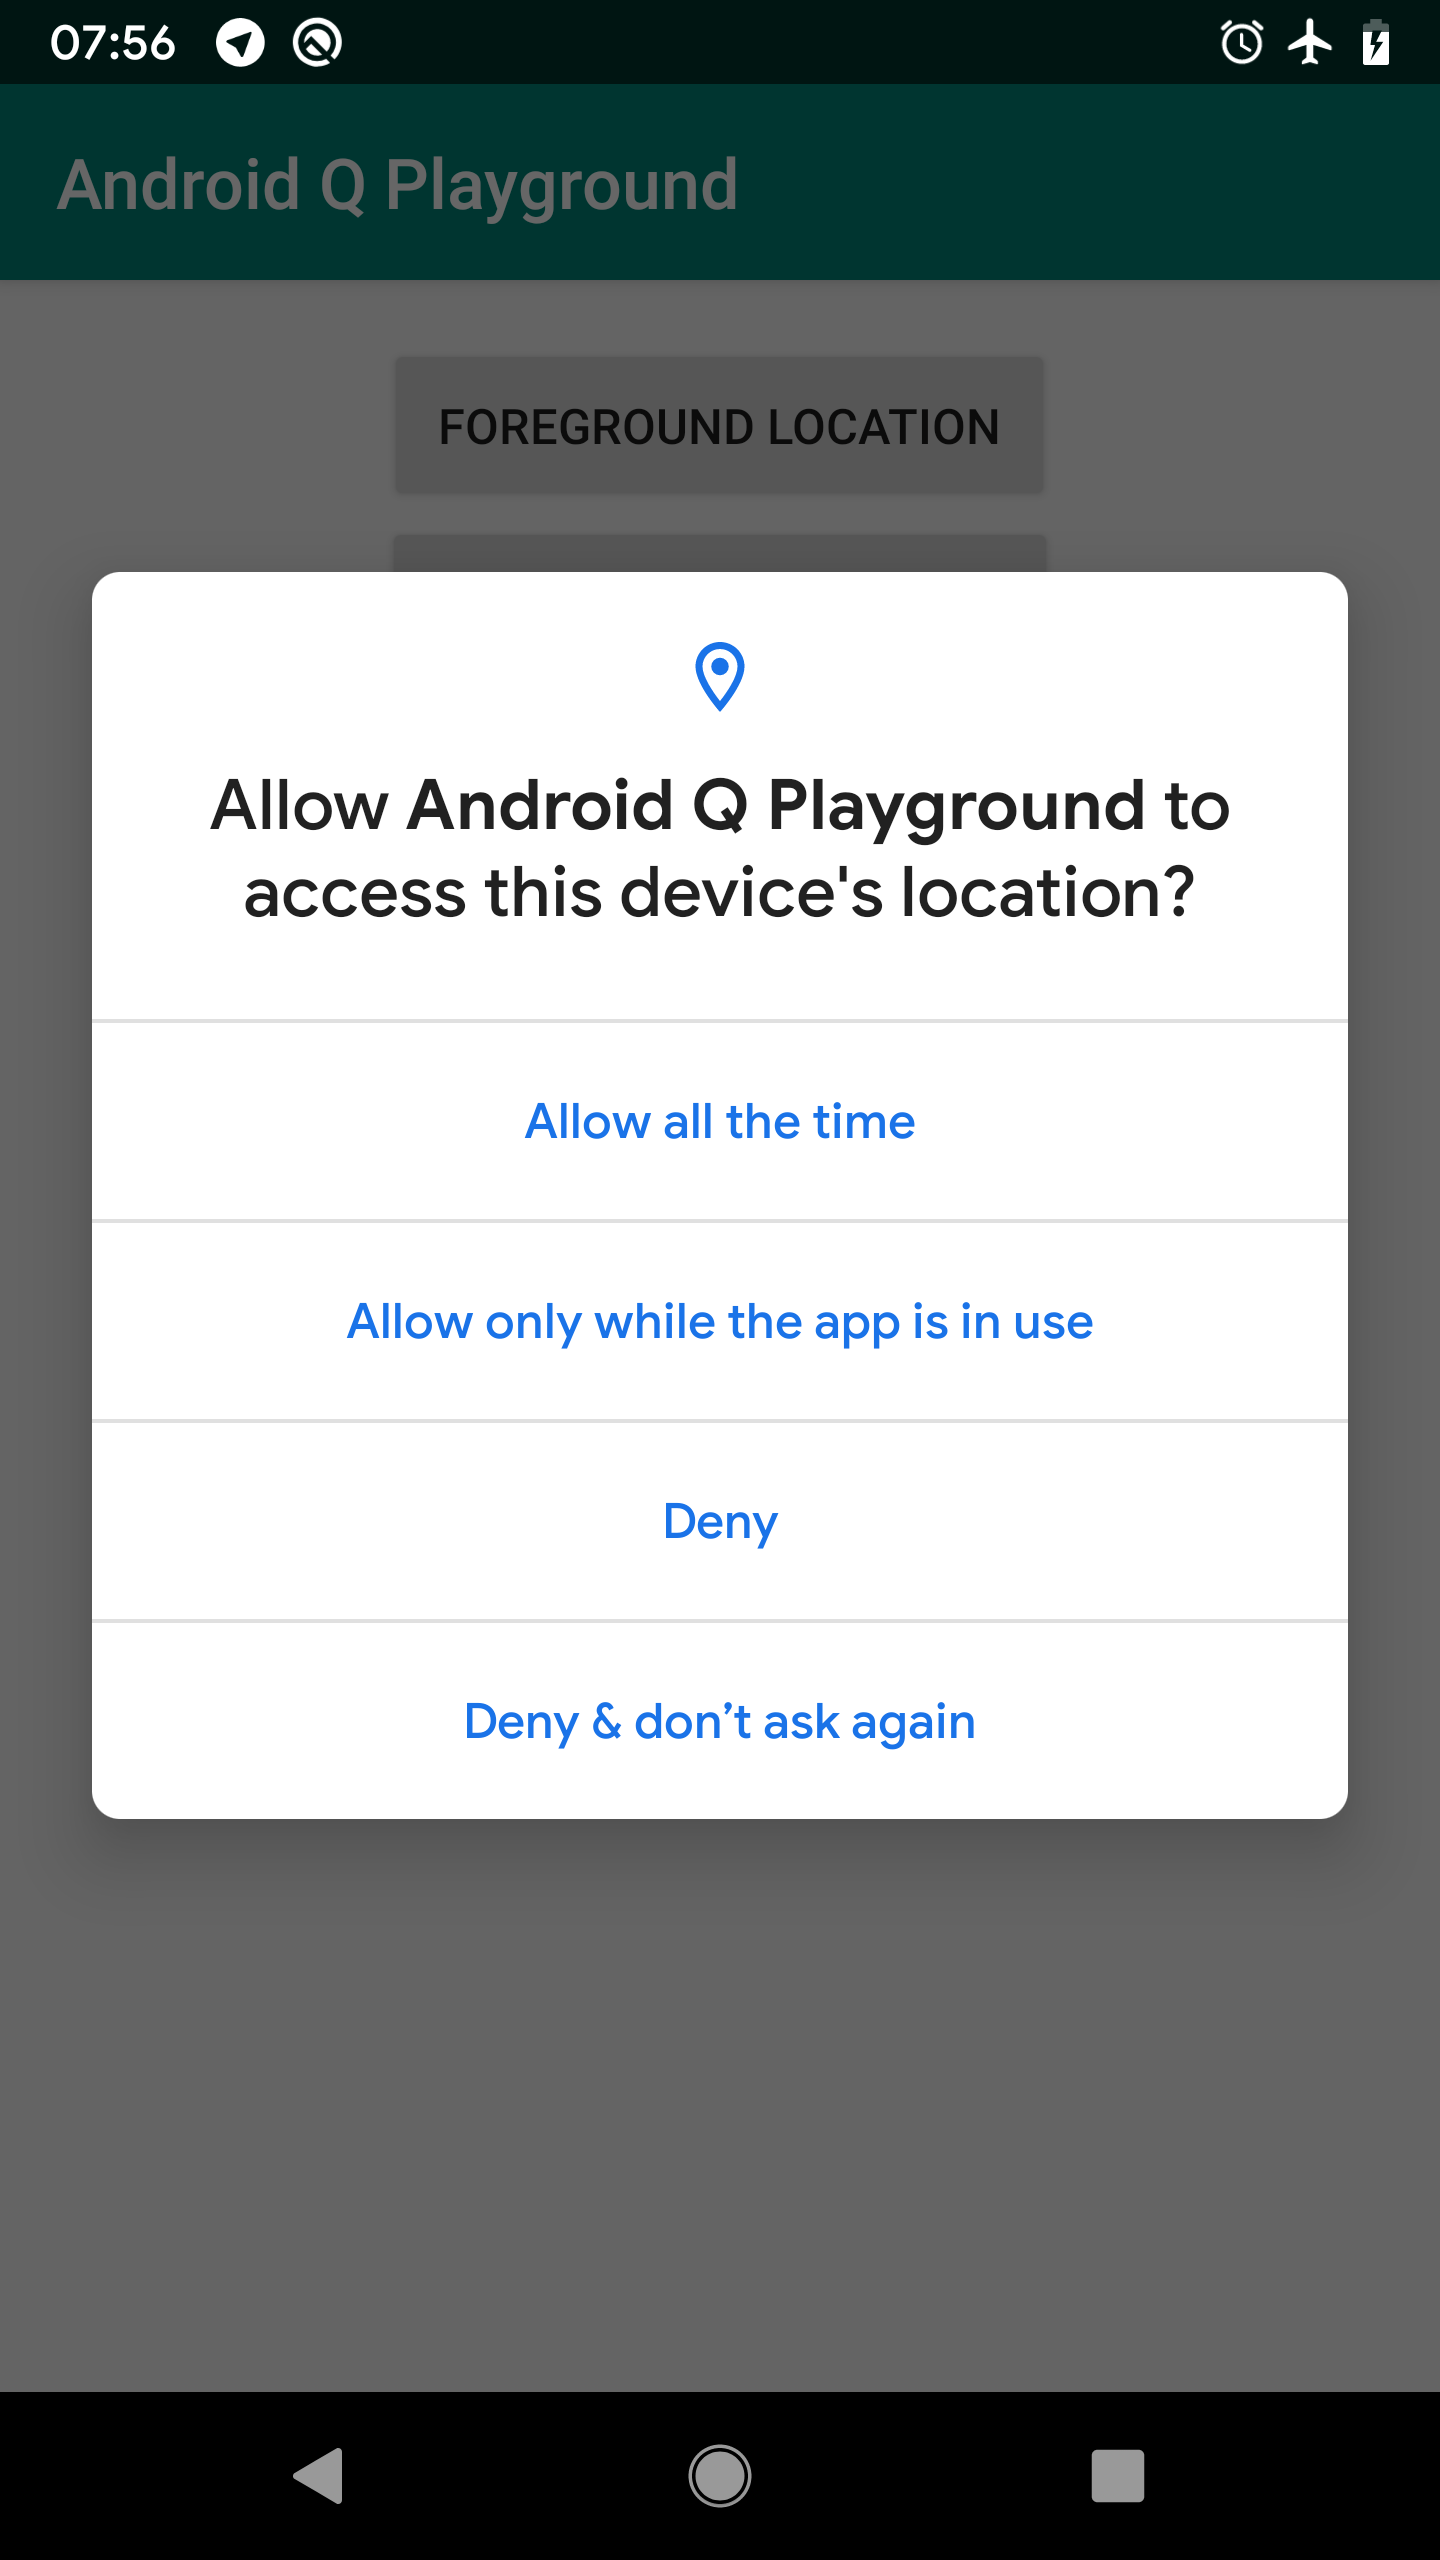 07:56
Android Q Playground
FOREGROUND LOCATION
Allow Android Q Playground to
access this device's location?
Allow all the time
Allow only while the app is in use
Deny
Deny & don’t ask again